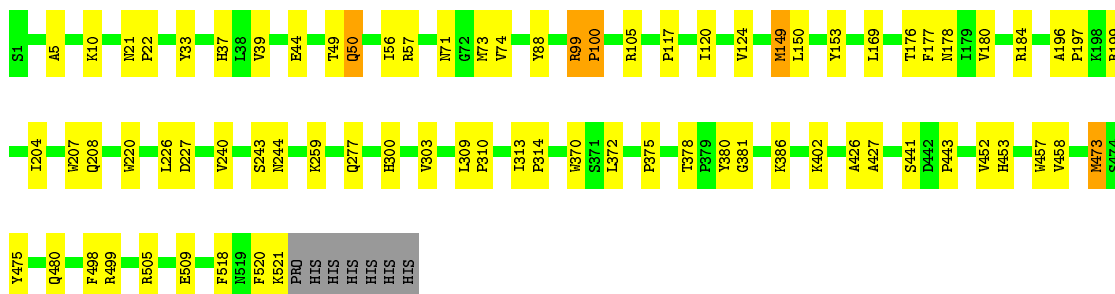 S1 A5 K10 N21 P22 Y33 H37 L38 V39 E44 T49 Q50 I56 R57 N71 G72 M73 V74 Y88 R99 P100 R105 P117 I120 V124 M149 L150 Y153 L169 T176 F177 N178 I179 V180 R184 A196 P197 K198
I204 W207 Q208 W220 L226 D227 V240 S243 N244 K259 Q277 H300 V303 L309 P310 I313 P314 W370 S371 L372 P375 T378 P379 Y380 G381 K386 K402 A426 A427 S441 D442 P443 V452 H453 W457 V458 M473 S474
Y475 Q480 F498 R499 R505 E509 F518 N519 F520 K521 PRO HIS HIS HIS HIS HIS HIS